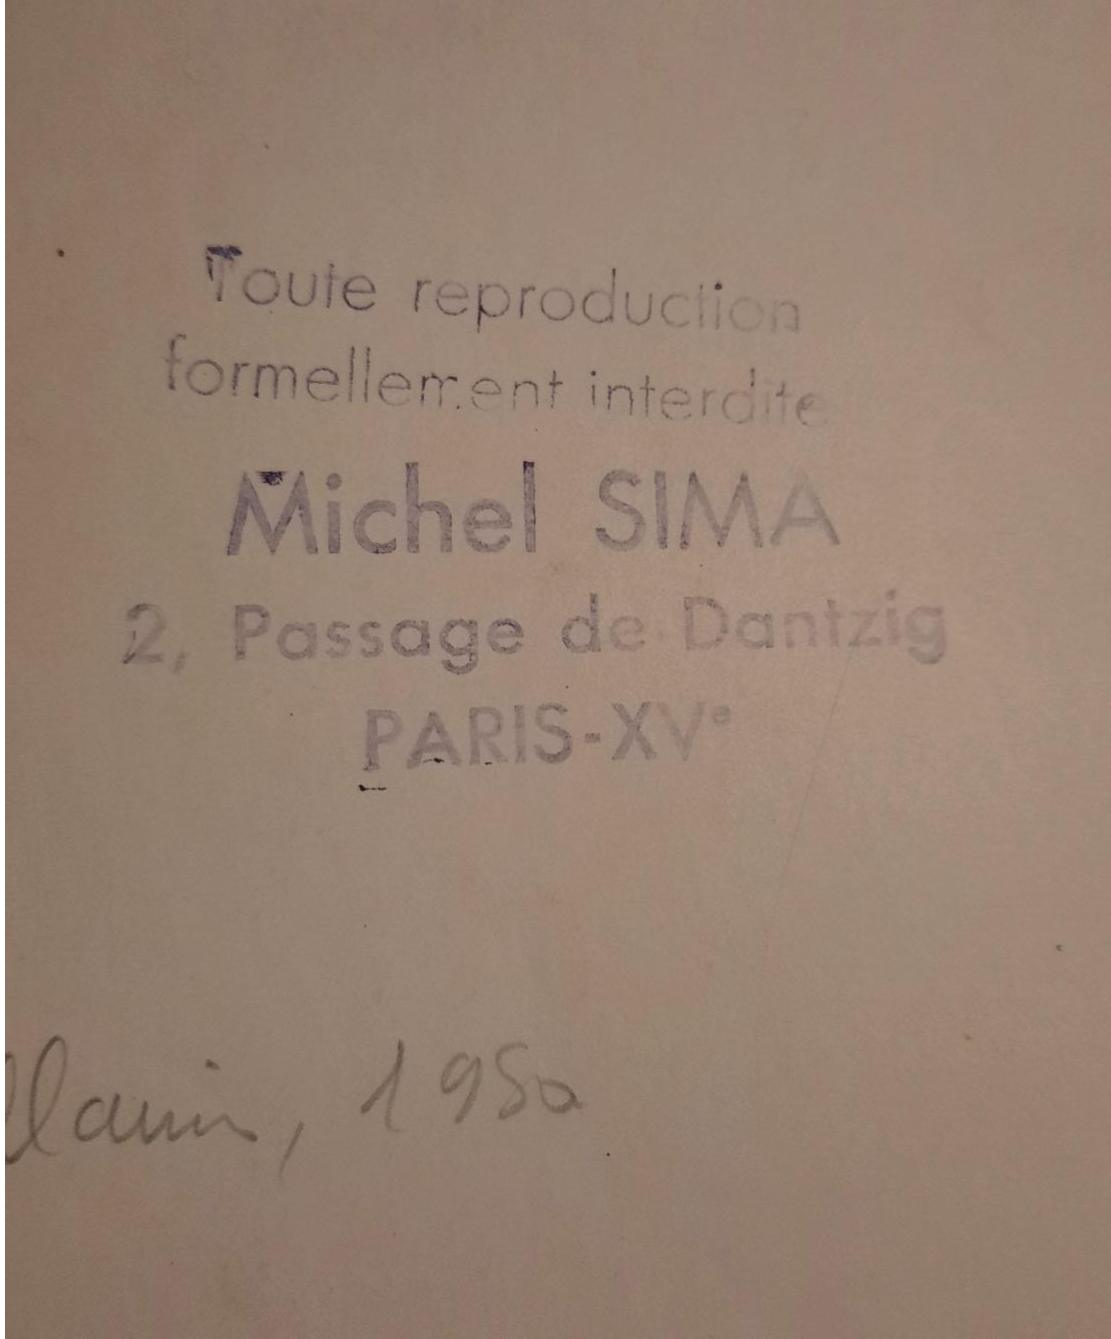 Toute reproduction
formellement interdite
Michel SIMA
2, Passage de Dantzig
PARIS-XV°
, 1950